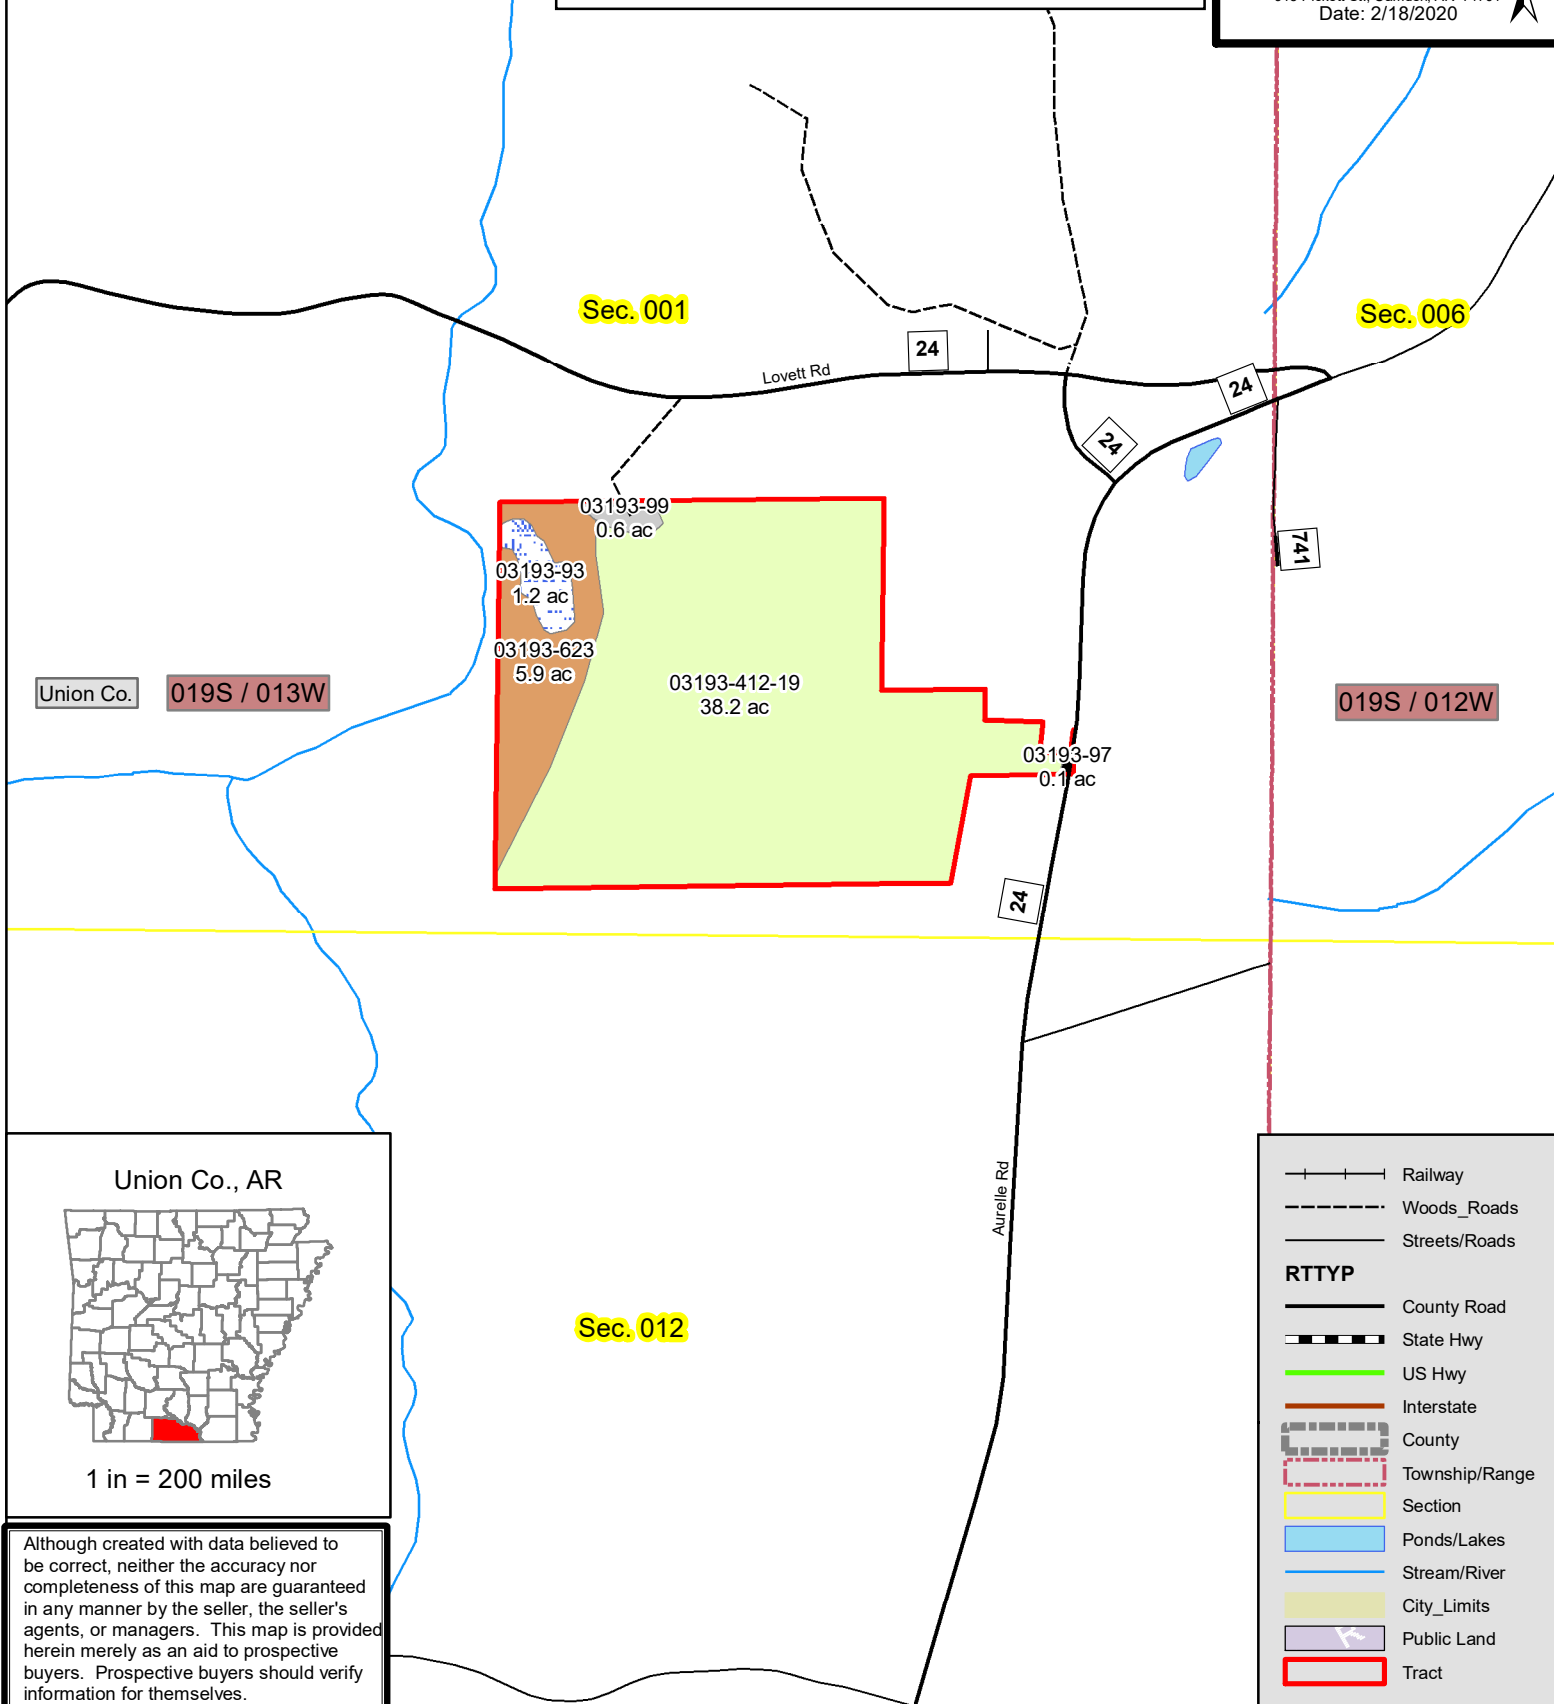 Date: 2/18/2020
Sec. 001
Sec. 006
24
Lovett Rd
24
24
03193-99
0.6 ac
741
03193-93
1.2 ac
03193-623
5.9 ac
03193-412-19
38.2 ac
Union Co.
019S / 013W
019S / 012W
03193-97
0.1 ac
24
Aurelle Rd
Sec. 012
Union Co., AR
1 in = 200 miles
Although created with data believed to
be correct, neither the accuracy nor
completeness of this map are guaranteed
in any manner by the seller, the seller's
agents, or managers. This map is provided
herein merely as an aid to prospective
buyers. Prospective buyers should verify
information for themselves.
Railway
Woods_Roads
Streets/Roads
RTTYP
County Road
State Hwy
US Hwy
Interstate
County
Township/Range
Section
Ponds/Lakes
Stream/River
City_Limits
Public Land
Tract